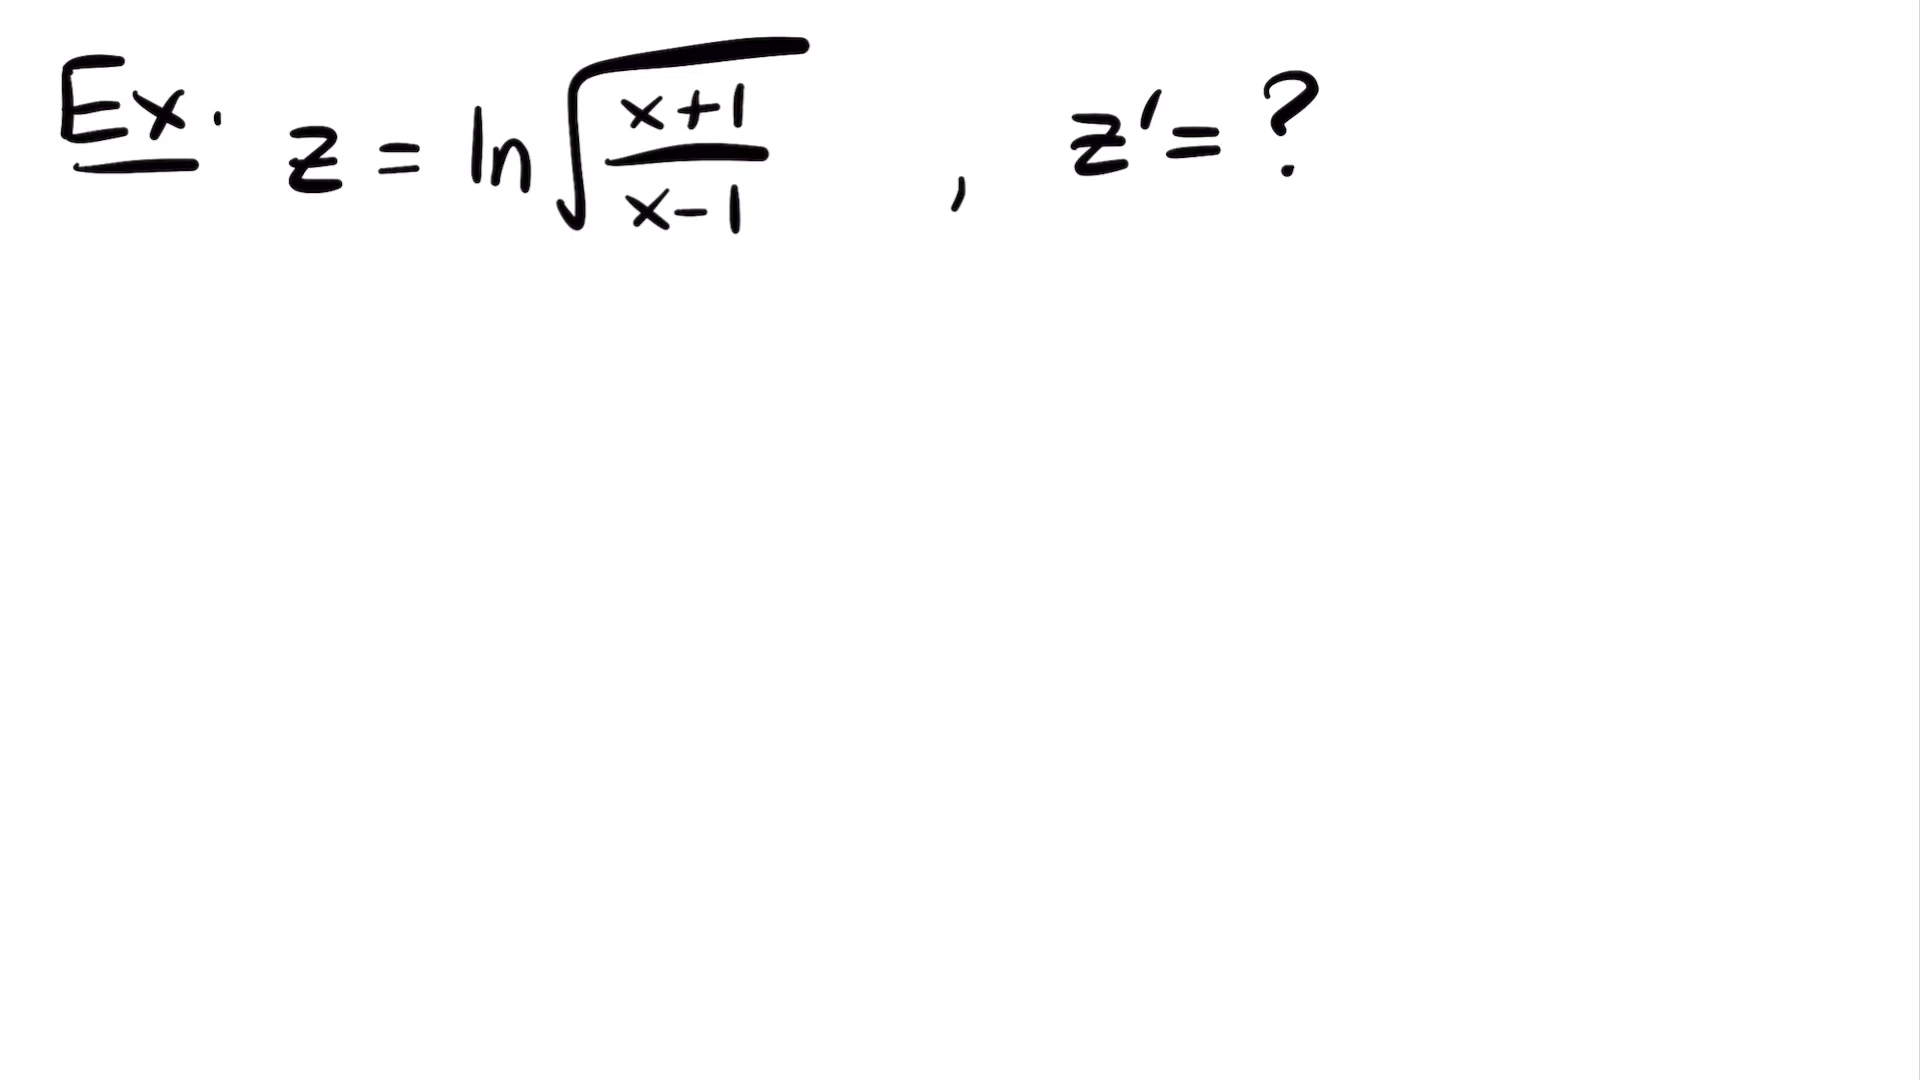 Ex. z = ln √((x+1)/(x-1)) , z' = ?